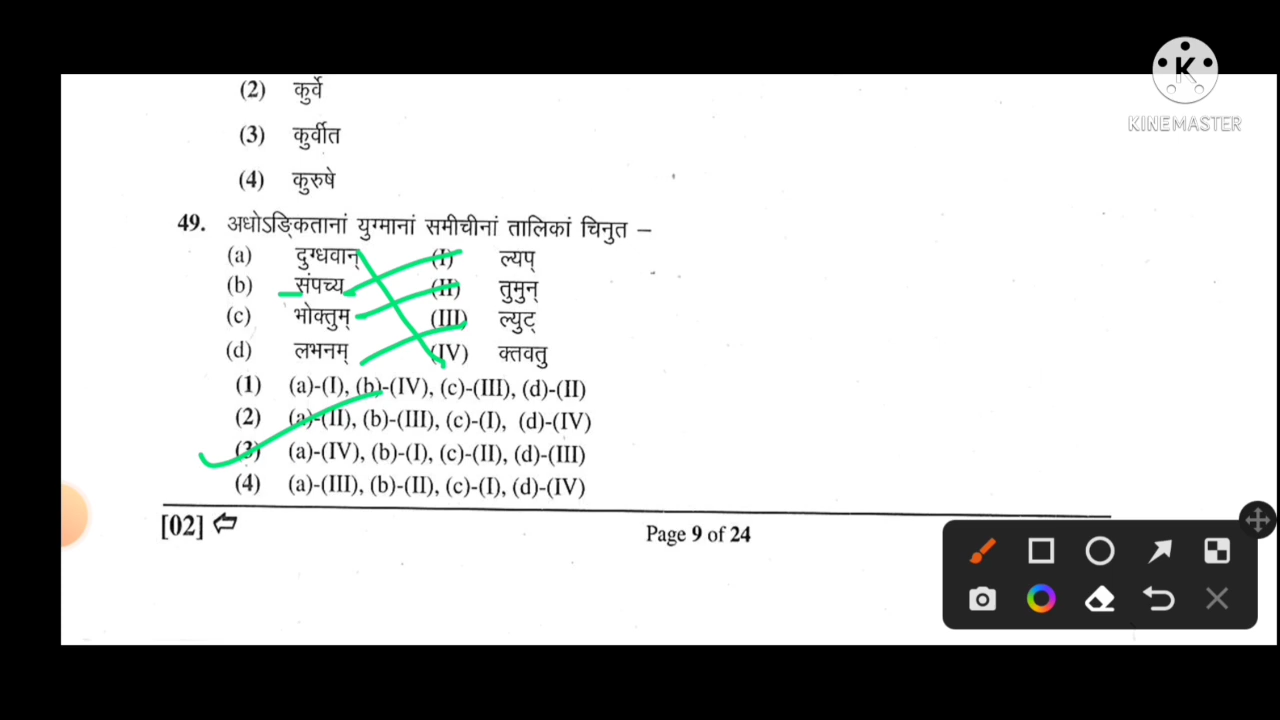 (2) कुर्वे
K
KINEMASTER
(3) कुर्वीत
(4) कुरुषे
49. अधोऽङ्कितानां युग्मानां समीचीनां तालिकां चिनुत –
(a) दुग्धवान् (I) ल्यप्
(b) संपच्य (II) तुमुन्
(c) भोक्तुम् (III) ल्युट्
(d) लभनम् (IV) क्तवतु
(1) (a)-(I), (b)-(IV), (c)-(III), (d)-(II)
(2) (a)-(II), (b)-(III), (c)-(I), (d)-(IV)
(3) (a)-(IV), (b)-(I), (c)-(II), (d)-(III)
(4) (a)-(III), (b)-(II), (c)-(I), (d)-(IV)
[02] Page 9 of 24